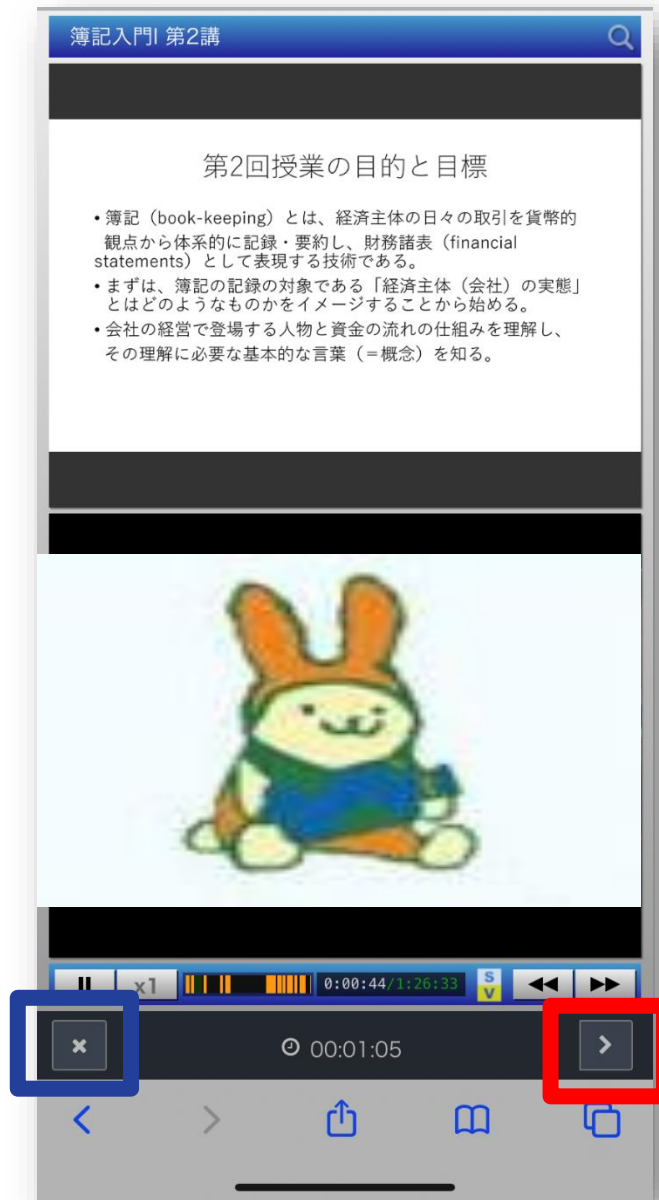 簿記入門I 第2講
第2回授業の目的と目標
• 簿記（book-keeping）とは、経済主体の日々の取引を貨幣的
観点から体系的に記録・要約し、財務諸表（financial
statements）として表現する技術である。
• まずは、簿記の記録の対象である「経済主体（会社）の実態」
とはどのようなものかをイメージすることから始める。
• 会社の経営で登場する人物と資金の流れの仕組みを理解し、
その理解に必要な基本的な言葉（=概念）を知る。
x1 0:00:44/1:26:33 S
V
00:01:05